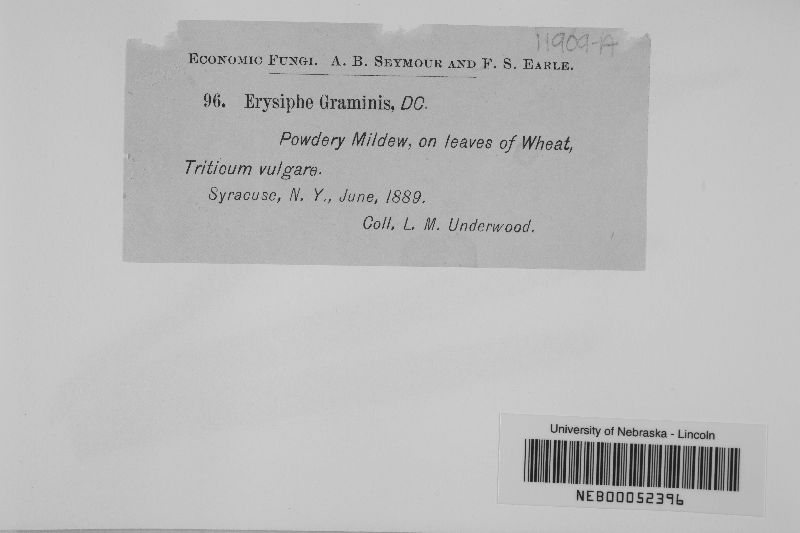 11909-A
Economic Fungi. A. B. Seymour and F. S. Earle.
96. Erysiphe Graminis, DC.
Powdery Mildew, on leaves of Wheat,
Triticum vulgare.
Syracuse, N. Y., June, 1889.
Coll. L. M. Underwood.
University of Nebraska - Lincoln
NEB00052396